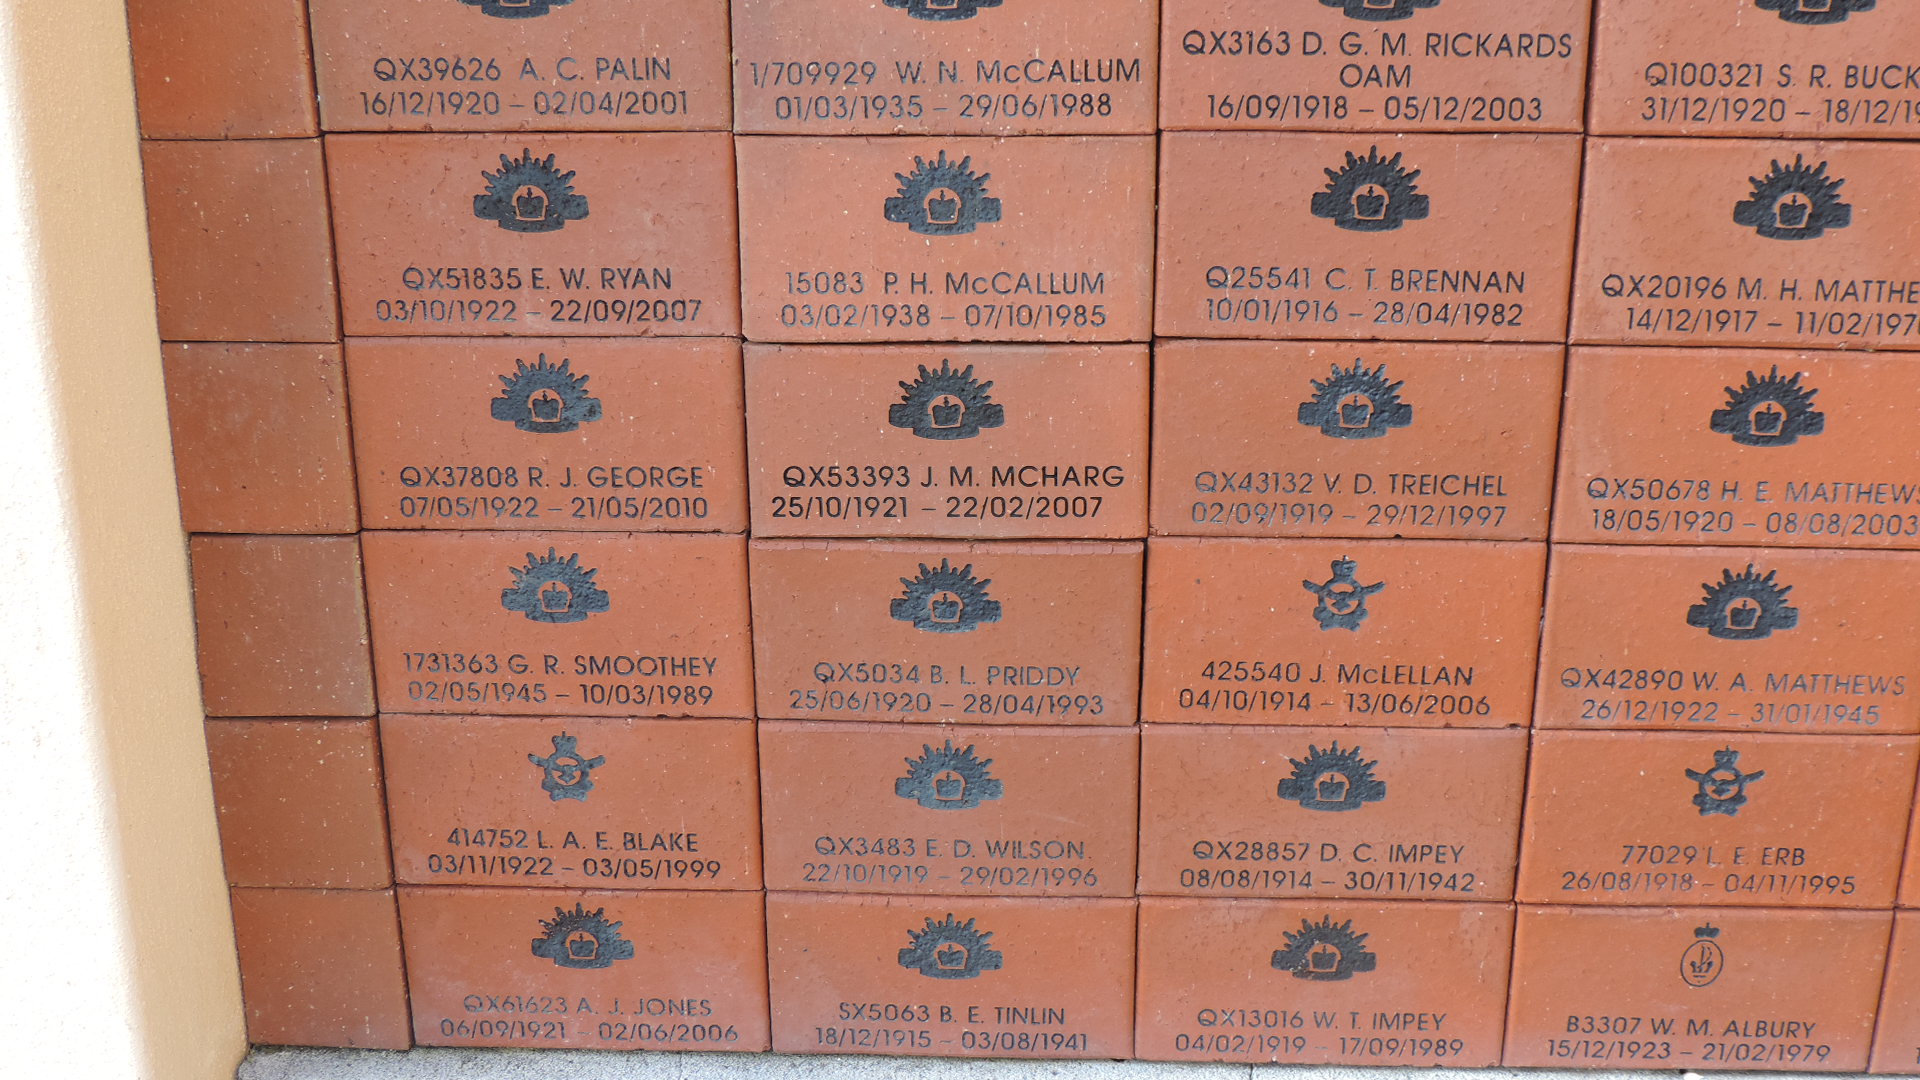 QX39626 A. C. PALIN
16/12/1920 – 02/04/2001
1/709929 W. N. McCALLUM
01/03/1935 – 29/06/1988
QX3163 D. G. M. RICKARDS
OAM
16/09/1918 – 05/12/2003
Q100321 S. R.
31/12/1920 –
QX51835 E. W. RYAN
03/10/1922 – 22/09/2007
15083 P. H. McCALLUM
03/02/1938 – 07/10/1985
Q25541 C. T. BRENNAN
10/01/1916 – 28/04/1982
QX20196 M. H.
14/12/1917 –
QX37808 R. J. GEORGE
07/05/1922 – 21/05/2010
QX53393 J. M. MCHARG
25/10/1921 – 22/02/2007
QX43132 V. D. TREICHEL
02/09/1919 – 29/12/1997
QX50678 H. E. MATTHEWS
18/05/1920 – 08/08/2003
1731363 G. R. SMOOTHEY
02/05/1945 – 10/03/1989
QX5034 B. L. PRIDDY
25/06/1920 – 28/04/1993
425540 J. McLELLAN
04/10/1914 – 13/06/2006
QX42890 W. A. MATTHEWS
26/12/1922 – 31/01/1945
414752 L. A. E. BLAKE
03/11/1922 – 03/05/1999
QX3483 E. D. WILSON.
22/10/1919 – 29/02/1996
QX28857 D. C. IMPEY
08/08/1914 – 30/11/1942
77029 L. E. ERB
26/08/1918 – 04/11/1995
QX61623 A. J. JONES
06/09/1921 – 02/06/2006
SX5063 B. E. TINLIN
18/12/1915 – 03/08/1941
QX13016 W. T. IMPEY
04/02/1919 – 17/09/1989
B3307 W. M. ALBURY
15/12/1923 – 21/02/1979